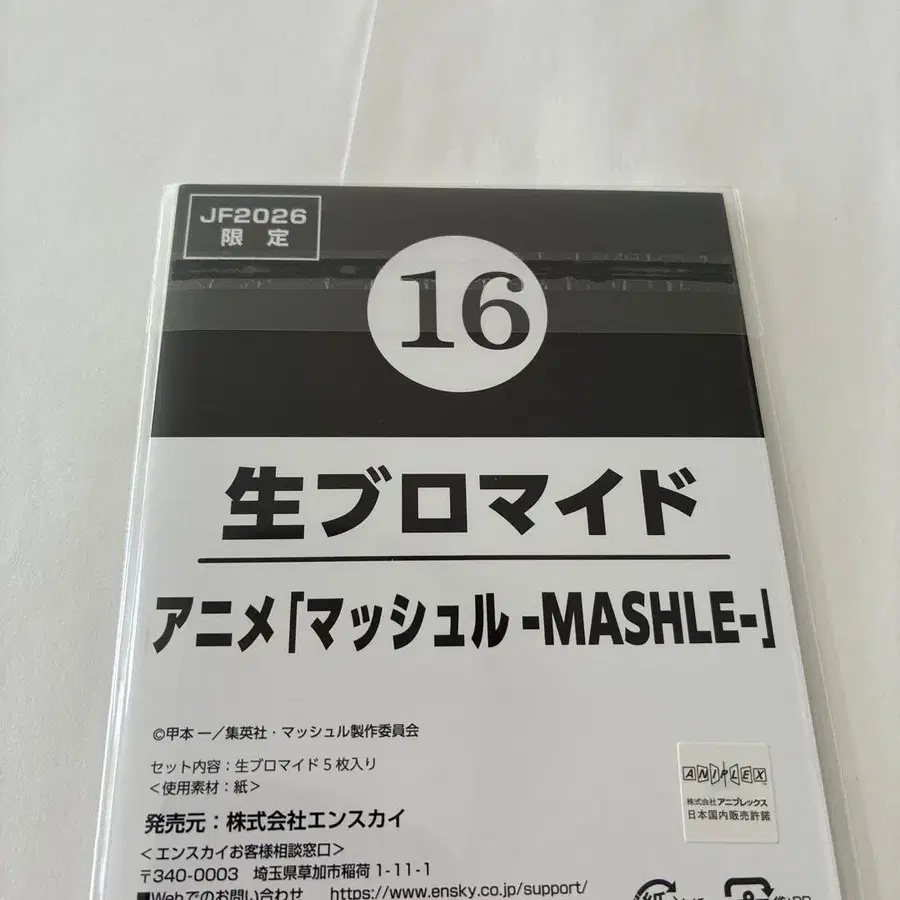 JF2026
限定
16
生ブロマイド
アニメ「マッシュル-MASHLE-」
©甲本 一／集英社・マッシュル製作委員会
セット内容：生ブロマイド5枚入り
＜使用素材：紙＞
発売元：株式会社エンスカイ
＜エンスカイお客様相談窓口＞
〒340-0003 埼玉県草加市稲荷 1-11-1
■Webでのお問い合わせ https://www.ensky.co.jp/support/
ANIPLEX
株式会社アニプレックス
日本国内販売許諾